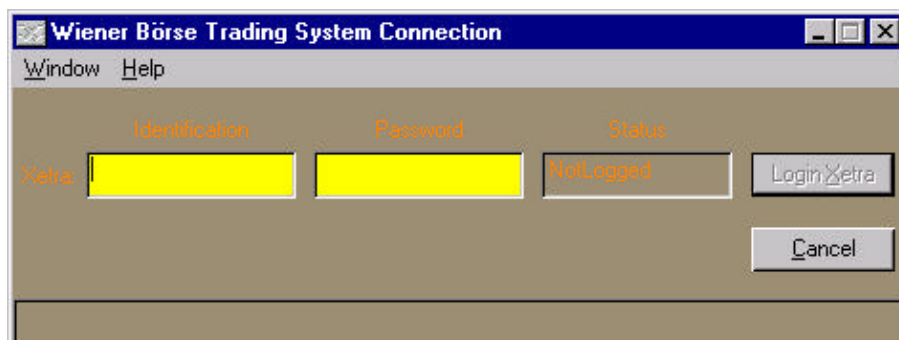 Wiener Börse Trading System Connection
Window Help
Identification Password Status
Xetra: NotLogged Login Xetra
Cancel